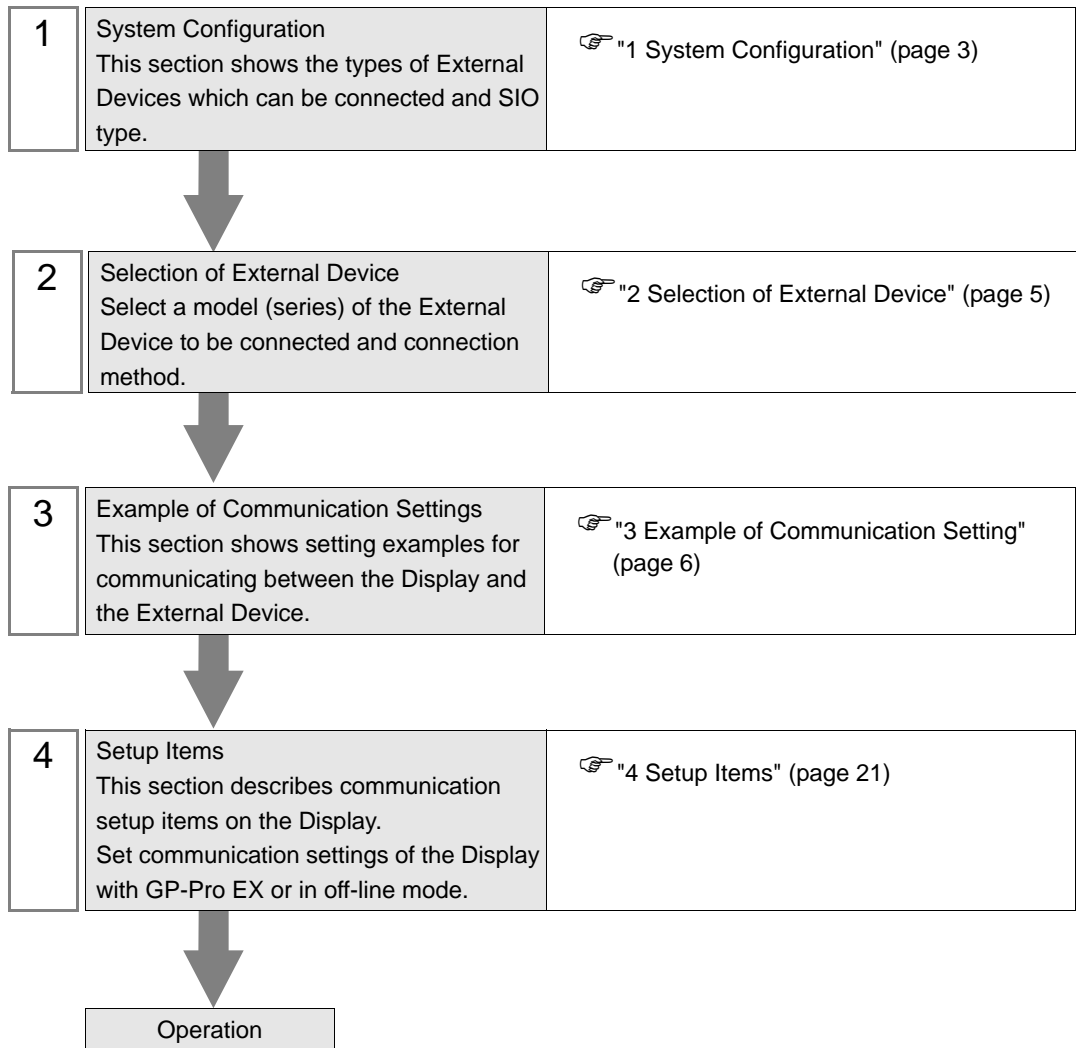 1
System Configuration
This section shows the types of External
Devices which can be connected and SIO
type.
"1 System Configuration" (page 3)
2
Selection of External Device
Select a model (series) of the External
Device to be connected and connection
method.
"2 Selection of External Device" (page 5)
3
Example of Communication Settings
This section shows setting examples for
communicating between the Display and
the External Device.
"3 Example of Communication Setting"
(page 6)
4
Setup Items
This section describes communication
setup items on the Display.
Set communication settings of the Display
with GP-Pro EX or in off-line mode.
"4 Setup Items" (page 21)
Operation